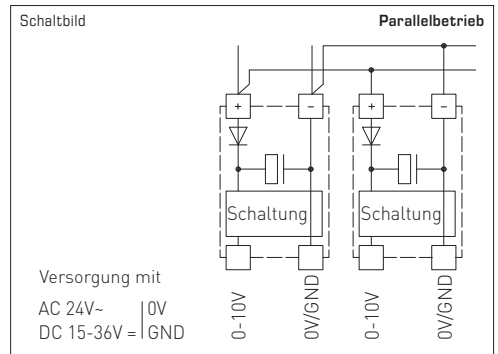 Schaltbild
Parallelbetrieb
+ – + –
Schaltung Schaltung
Versorgung mit
AC 24V~ | 0V
DC 15-36V = | GND
0-10V
0V/GND
0-10V
0V/GND